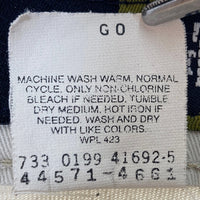 GO
MACHINE WASH WARM, NORMAL
CYCLE. ONLY NON-CHLORINE
BLEACH IF NEEDED. TUMBLE
DRY MEDIUM. HOT IRON IF
NEEDED. WASH AND DRY
WITH LIKE COLORS.
WPL 423
733 0199 41692-5
44571-4661